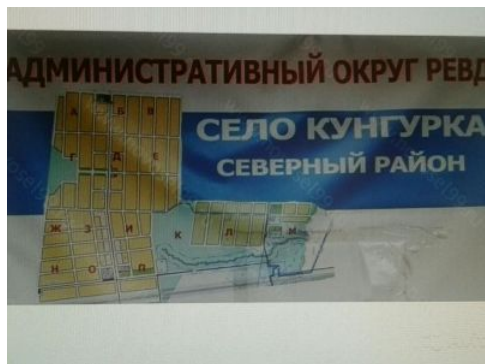 АДМИНИСТРАТИВНЫЙ ОКРУГ РЕВД
СЕЛО КУНГУРКА
СЕВЕРНЫЙ РАЙОН
А Б В
Г Д Е
Ж З И
К Л М
Н О П